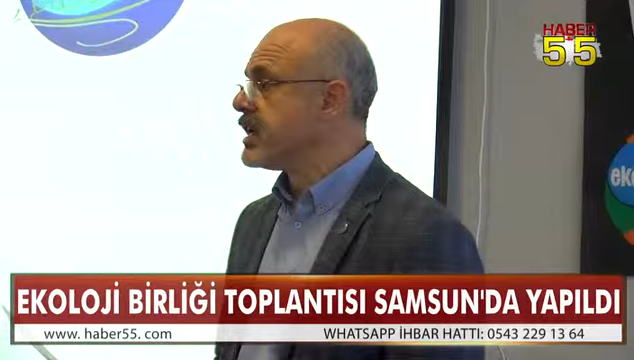 HABER
55
eko
EKOLOJİ BİRLİĞİ TOPLANTISI SAMSUN'DA YAPILDI
www. haber55. com
WHATSAPP İHBAR HATTI: 0543 229 13 64